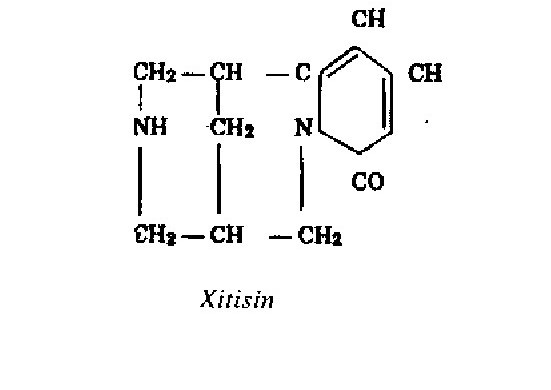 CH
CH₂—CH —C CH
NH CH₂ N
CO
CH₂—CH —CH₂
Xitisin